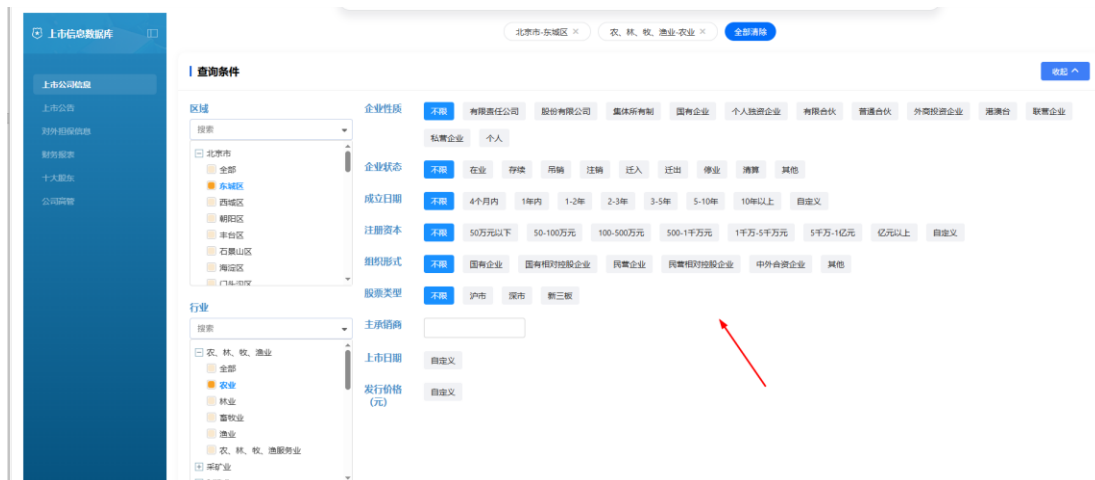 北京市-东城区 × 农、林、牧、渔业-农业 × 全部清除
上市信息数据库
查询条件 收起
上市公司信息
上市公告
对外担保信息
财务报表
十大股东
公司高管
区域
搜索
北京市
全部
东城区
西城区
朝阳区
丰台区
石景山区
海淀区
门头沟区
行业
搜索
农、林、牧、渔业
全部
农业
林业
畜牧业
渔业
农、林、牧、渔服务业
采矿业
企业性质 不限 有限责任公司 股份有限公司 集体所有制 国有企业 个人独资企业 有限合伙 普通合伙 外商投资企业 港澳台 联营企业
私营企业 个人
企业状态 不限 在业 存续 吊销 注销 迁入 迁出 停业 清算 其他
成立日期 不限 4个月内 1年内 1-2年 2-3年 3-5年 5-10年 10年以上 自定义
注册资本 不限 50万元以下 50-100万元 100-500万元 500-1千万元 1千万-5千万元 5千万-1亿元 亿元以上 自定义
组织形式 不限 国有企业 国有相对控股企业 民营企业 民营相对控股企业 中外合资企业 其他
股票类型 不限 沪市 深市 新三板
主承销商
上市日期 自定义
发行价格 自定义
(元)